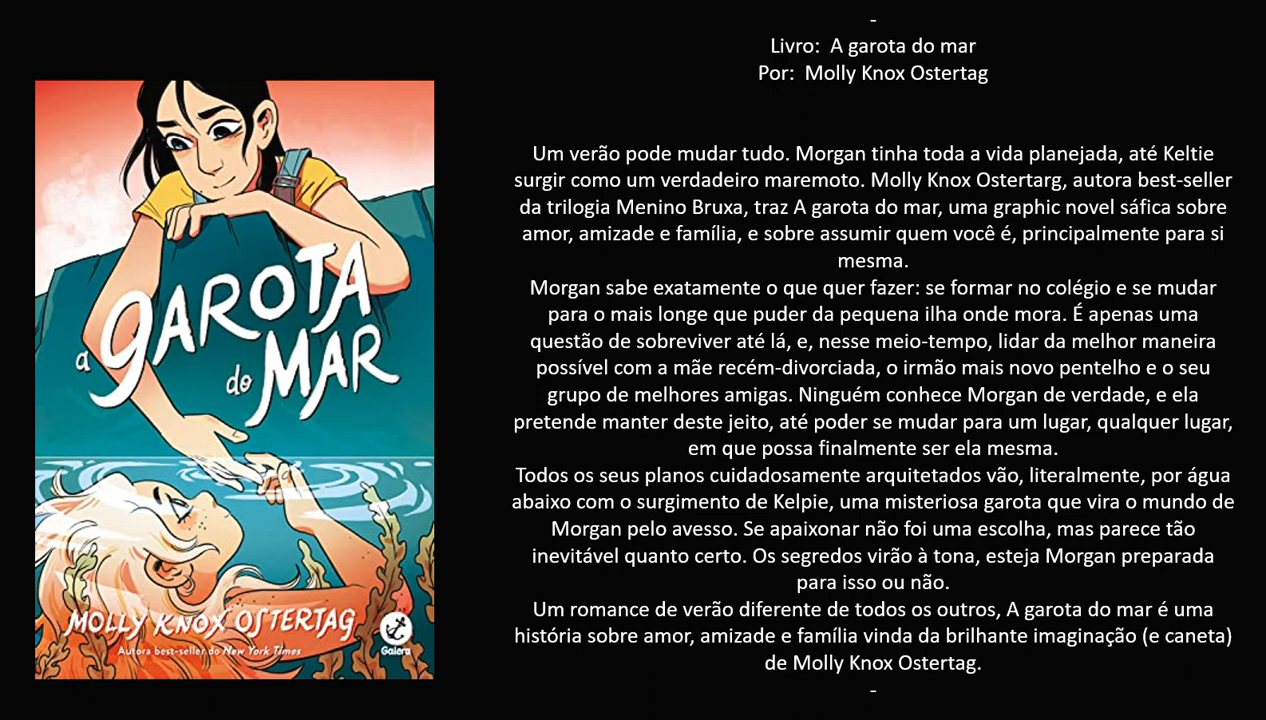 a
GAROTA
do MAR
MOLLY KNOX OSTERTAG
Autora best-seller do New York Times
Galera
-
Livro:  A garota do mar
Por:  Molly Knox Ostertag
Um verão pode mudar tudo. Morgan tinha toda a vida planejada, até Keltie
surgir como um verdadeiro maremoto. Molly Knox Ostertarg, autora best-seller
da trilogia Menino Bruxa, traz A garota do mar, uma graphic novel sáfica sobre
amor, amizade e família, e sobre assumir quem você é, principalmente para si
mesma.
Morgan sabe exatamente o que quer fazer: se formar no colégio e se mudar
para o mais longe que puder da pequena ilha onde mora. É apenas uma
questão de sobreviver até lá, e, nesse meio-tempo, lidar da melhor maneira
possível com a mãe recém-divorciada, o irmão mais novo pentelho e o seu
grupo de melhores amigas. Ninguém conhece Morgan de verdade, e ela
pretende manter deste jeito, até poder se mudar para um lugar, qualquer lugar,
em que possa finalmente ser ela mesma.
Todos os seus planos cuidadosamente arquitetados vão, literalmente, por água
abaixo com o surgimento de Kelpie, uma misteriosa garota que vira o mundo de
Morgan pelo avesso. Se apaixonar não foi uma escolha, mas parece tão
inevitável quanto certo. Os segredos virão à tona, esteja Morgan preparada
para isso ou não.
Um romance de verão diferente de todos os outros, A garota do mar é uma
história sobre amor, amizade e família vinda da brilhante imaginação (e caneta)
de Molly Knox Ostertag.
-